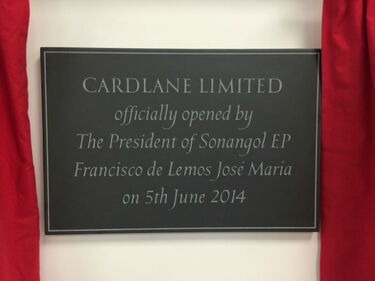 CARDLANE LIMITED
officially opened by
The President of Sonangol EP
Francisco de Lemos José Maria
on 5th June 2014